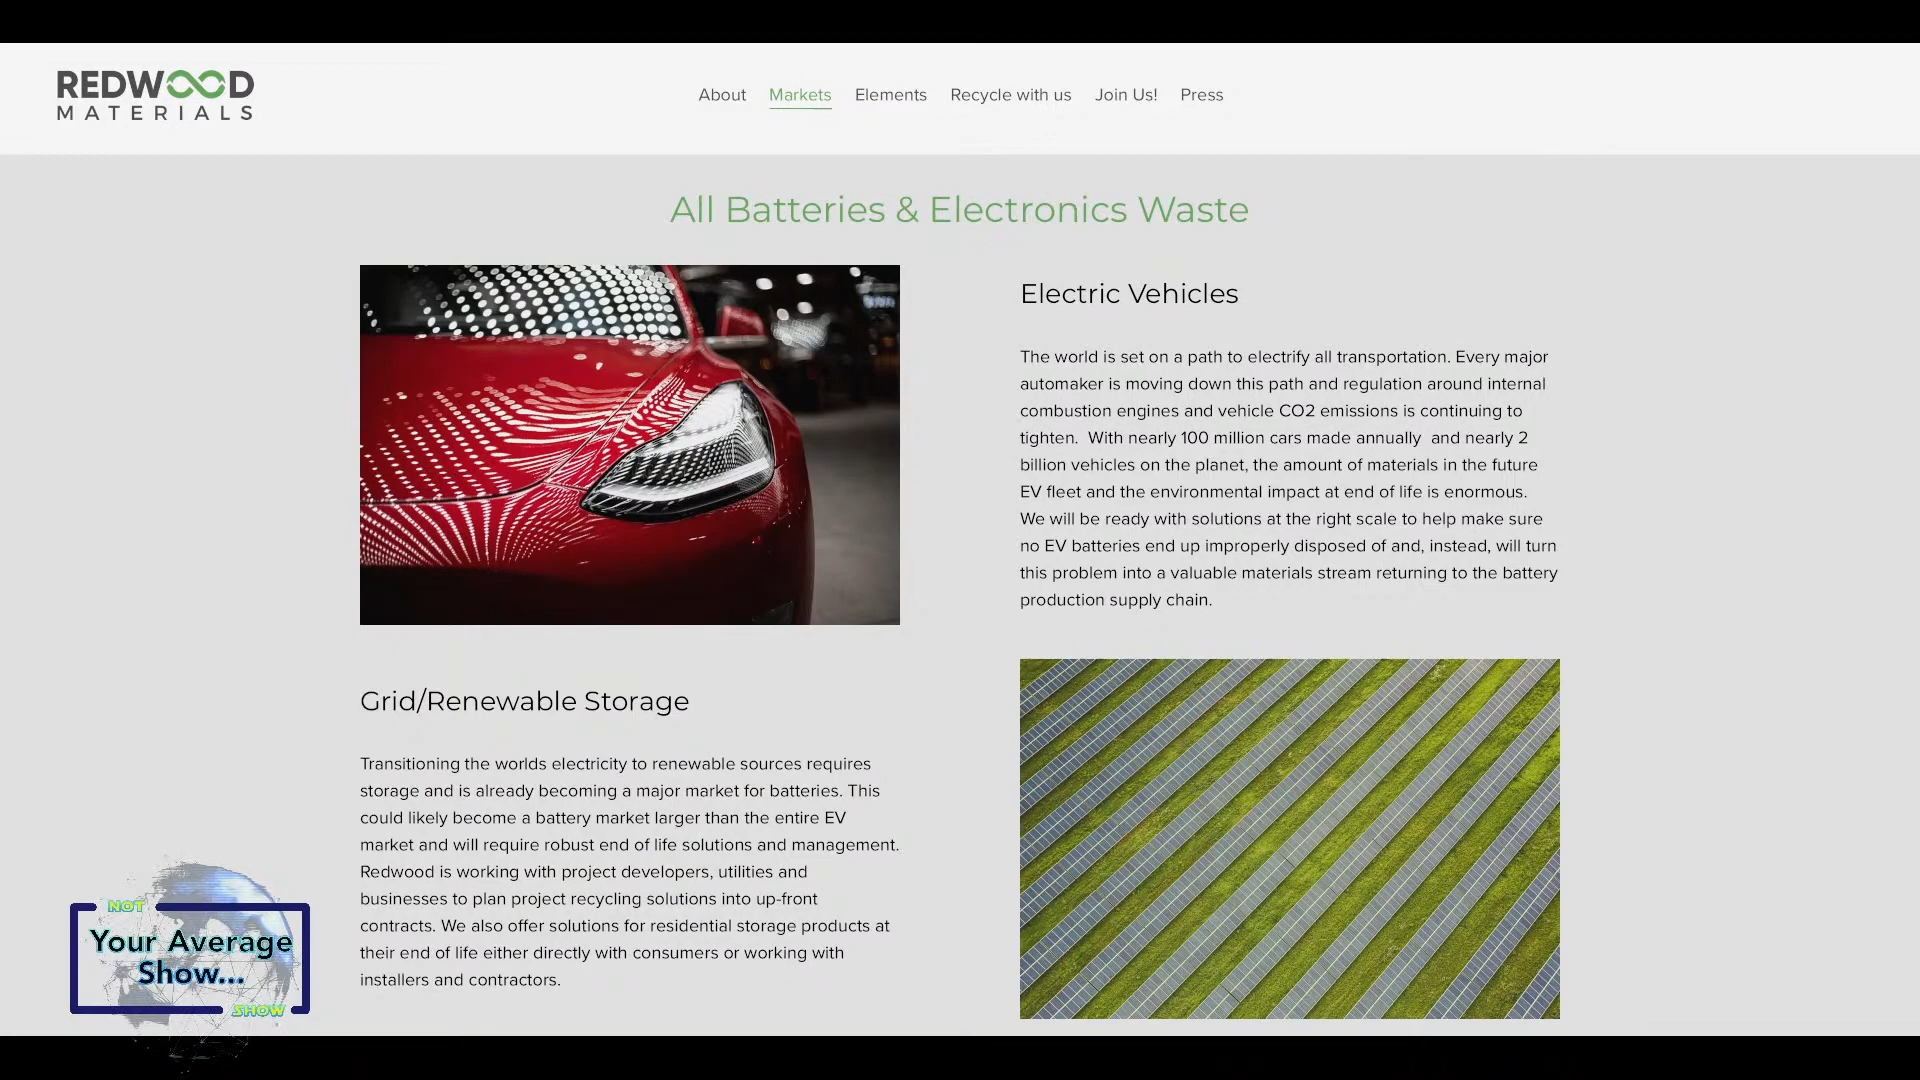 REDWOOD
MATERIALS
About Markets Elements Recycle with us Join Us! Press
All Batteries & Electronics Waste
Electric Vehicles
The world is set on a path to electrify all transportation. Every major
automaker is moving down this path and regulation around internal
combustion engines and vehicle CO2 emissions is continuing to
tighten.  With nearly 100 million cars made annually  and nearly 2
billion vehicles on the planet, the amount of materials in the future
EV fleet and the environmental impact at end of life is enormous.
We will be ready with solutions at the right scale to help make sure
no EV batteries end up improperly disposed of and, instead, will turn
this problem into a valuable materials stream returning to the battery
production supply chain.
Grid/Renewable Storage
Transitioning the worlds electricity to renewable sources requires
storage and is already becoming a major market for batteries. This
could likely become a battery market larger than the entire EV
market and will require robust end of life solutions and management.
Redwood is working with project developers, utilities and
businesses to plan project recycling solutions into up-front
contracts. We also offer solutions for residential storage products at
their end of life either directly with consumers or working with
installers and contractors.
NOT
Your Average
Show...
SHOW